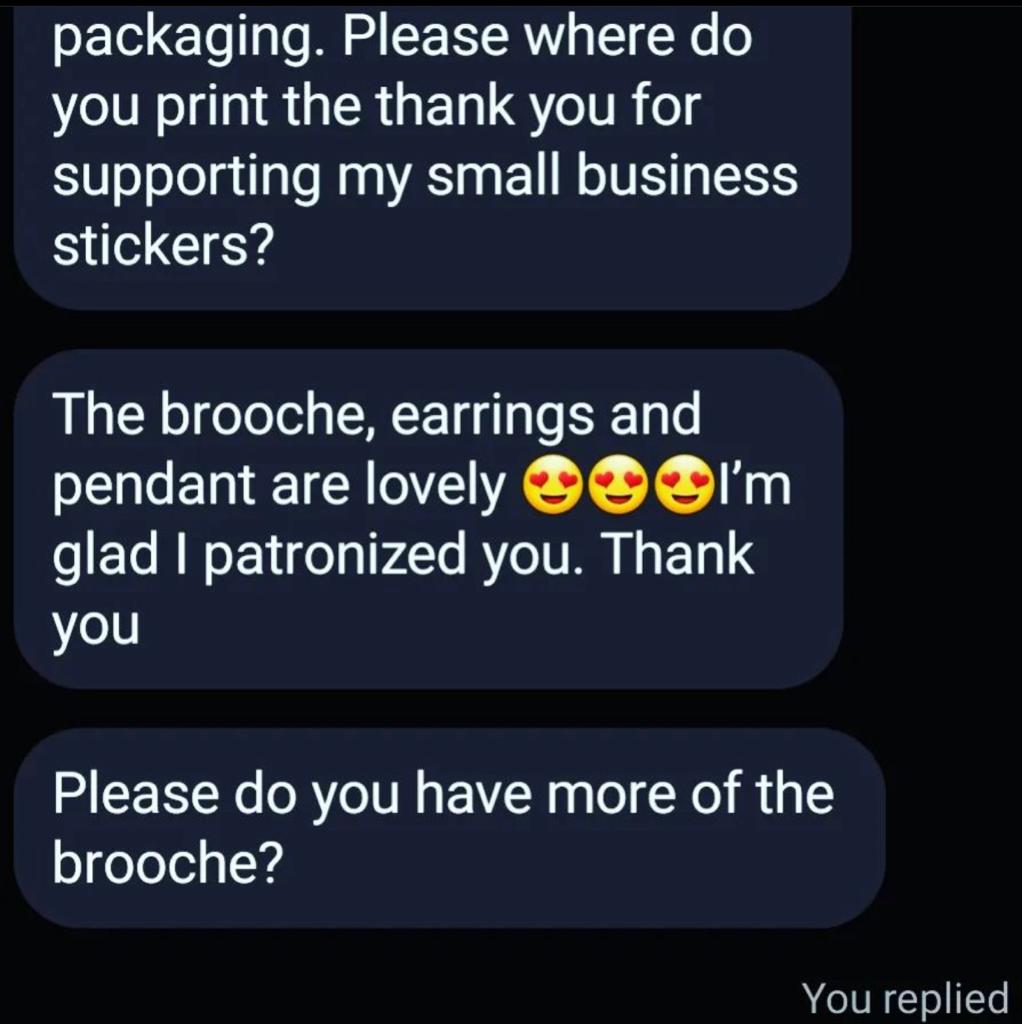 packaging. Please where do
you print the thank you for
supporting my small business
stickers?
The brooche, earrings and
pendant are lovely 😍😍😍I'm
glad I patronized you. Thank
you
Please do you have more of the
brooche?
You replied